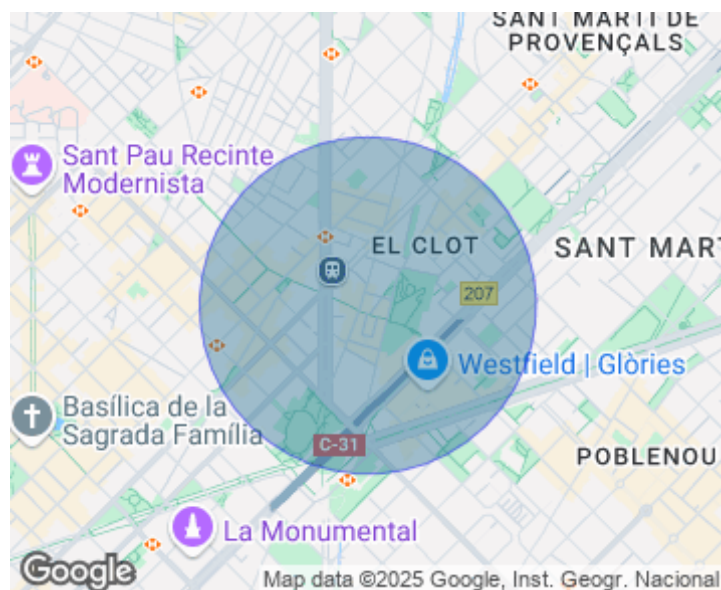 SANT MARTÍ DE
PROVENÇALS
Sant Pau Recinte
Modernista
EL CLOT
SANT MART
207
Westfield | Glòries
Basílica de la
Sagrada Família
C-31
POBLENOU
La Monumental
Google
Map data ©2025 Google, Inst. Geogr. Nacional